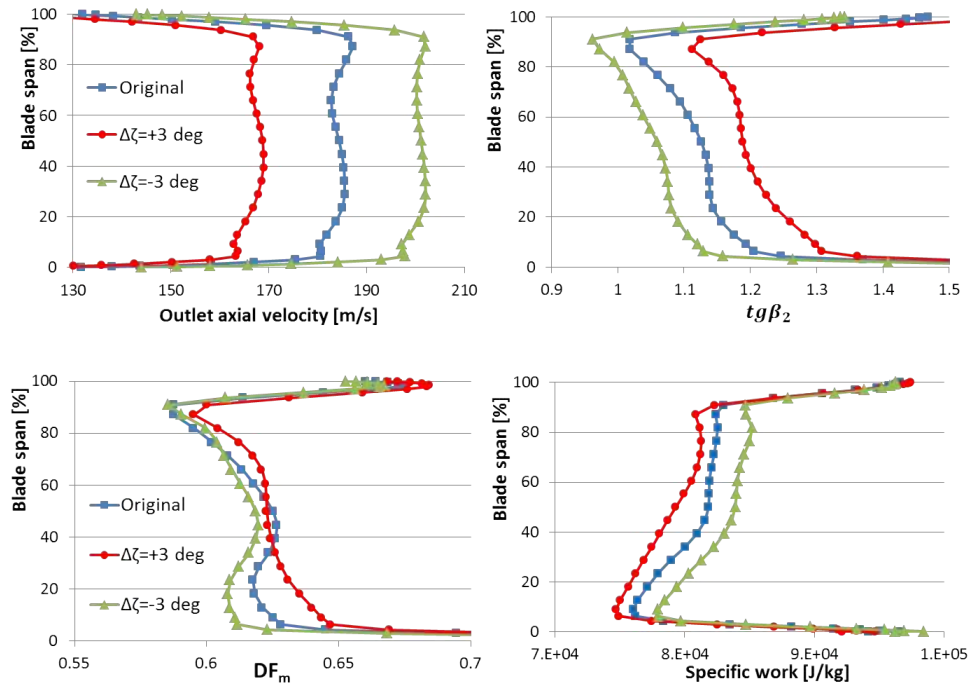 Blade span [%]
100
80
60
40
20
0
Original
Δζ=+3 deg
Δζ=-3 deg
130 150 170 190 210
Outlet axial velocity [m/s]
Blade span [%]
100
80
60
40
20
0
0.9 1 1.1 1.2 1.3 1.4 1.5
tgβ₂
Blade span [%]
100
80
60
40
20
0
Original
Δζ=+3 deg
Δζ=-3 deg
0.55 0.6 0.65 0.7
DFₘ
Blade span [%]
100
80
60
40
20
0
7.E+04 8.E+04 9.E+04 1.E+05
Specific work [J/kg]